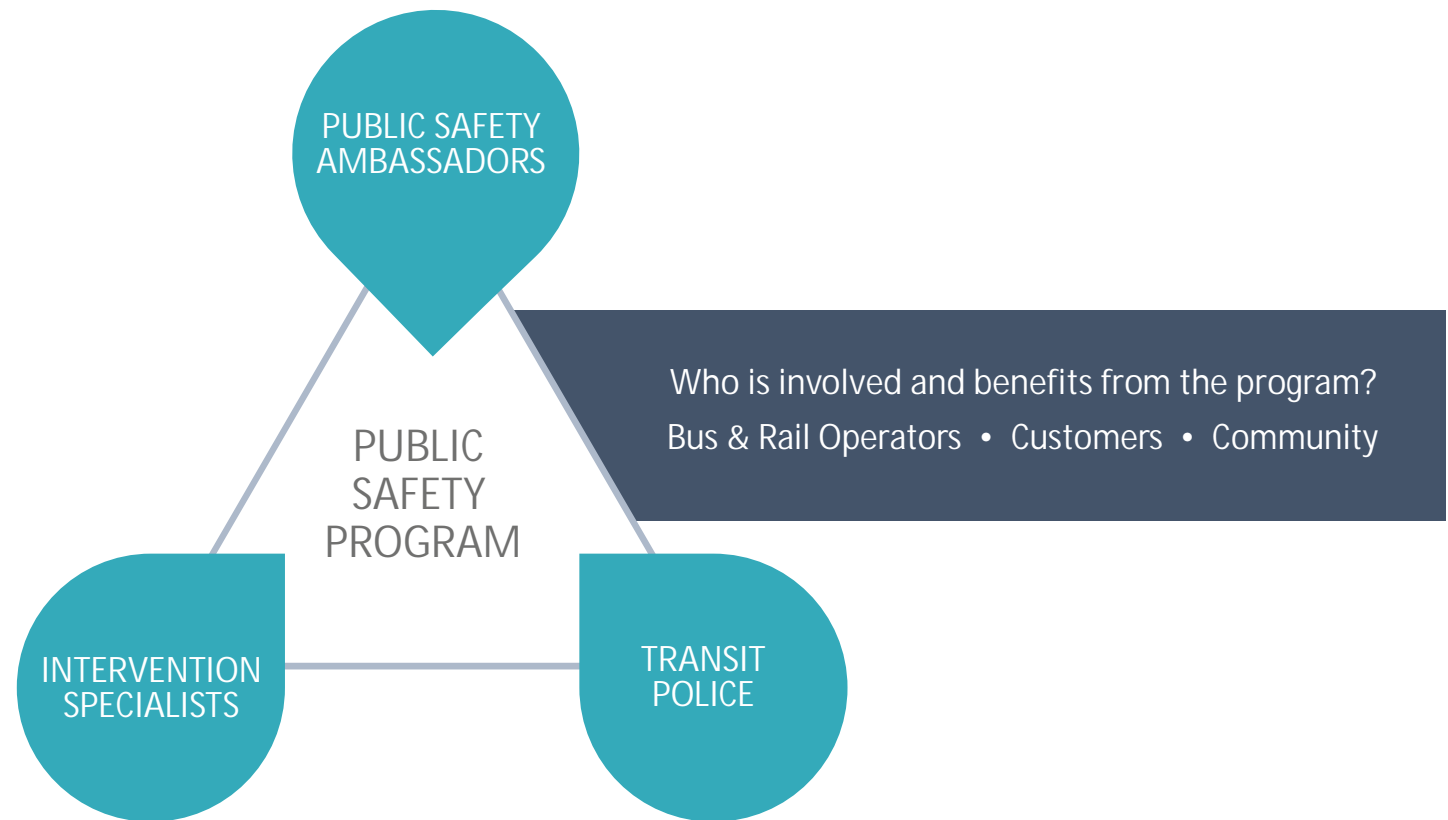 PUBLIC SAFETY
AMBASSADORS
Who is involved and benefits from the program?
Bus & Rail Operators • Customers • Community
PUBLIC
SAFETY
PROGRAM
INTERVENTION
SPECIALISTS
TRANSIT
POLICE